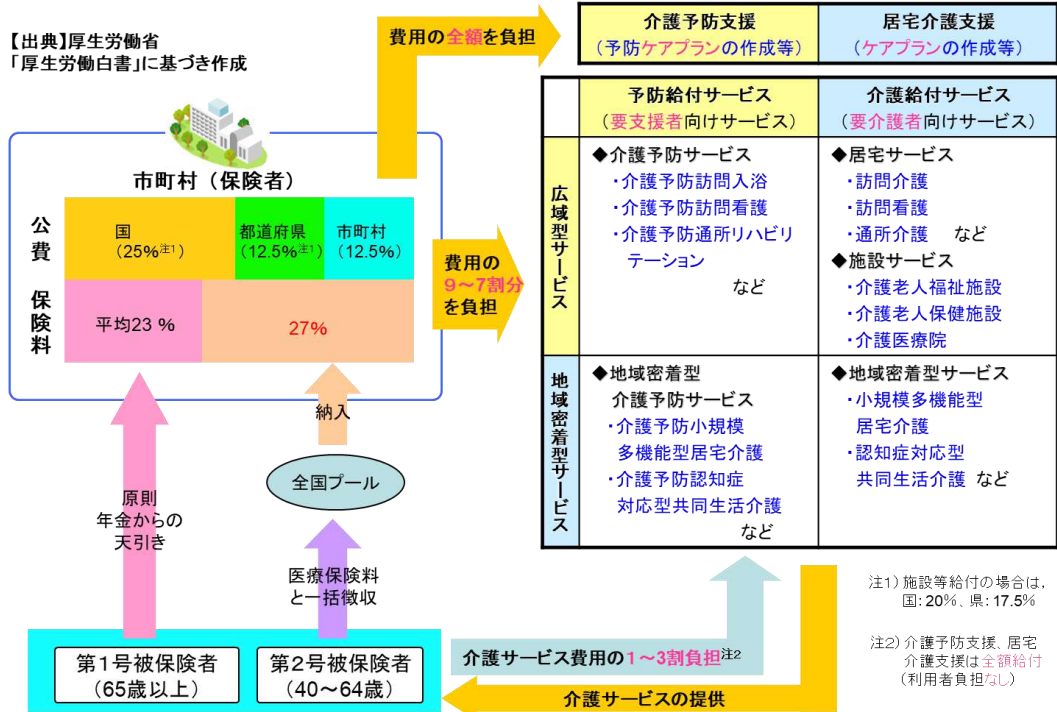 【出典】厚生労働省
「厚生労働白書」に基づき作成
費用の全額を負担
介護予防支援
(予防ケアプランの作成等)
居宅介護支援
(ケアプランの作成等)
予防給付サービス
(要支援者向けサービス)
介護給付サービス
(要介護者向けサービス)
広域型サービス
◆介護予防サービス
・介護予防訪問入浴
・介護予防訪問看護
・介護予防通所リハビリ
テーション
など
◆居宅サービス
・訪問介護
・訪問看護
・通所介護 など
◆施設サービス
・介護老人福祉施設
・介護老人保健施設
・介護医療院
地域密着型サービス
◆地域密着型
介護予防サービス
・介護予防小規模
多機能型居宅介護
・介護予防認知症
対応型共同生活介護
など
◆地域密着型サービス
・小規模多機能型
居宅介護
・認知症対応型
共同生活介護 など
市町村(保険者)
公費
国
(25%注1)
都道府県
(12.5%注1)
市町村
(12.5%)
保険料
平均23 %
27%
費用の
9~7割分
を負担
納入
全国プール
原則
年金からの
天引き
医療保険料
と一括徴収
第1号被保険者
(65歳以上)
第2号被保険者
(40~64歳)
介護サービス費用の1~3割負担注2
介護サービスの提供
注1)施設等給付の場合は,
国:20%、県:17.5%
注2)介護予防支援、居宅
介護支援は全額給付
(利用者負担なし)